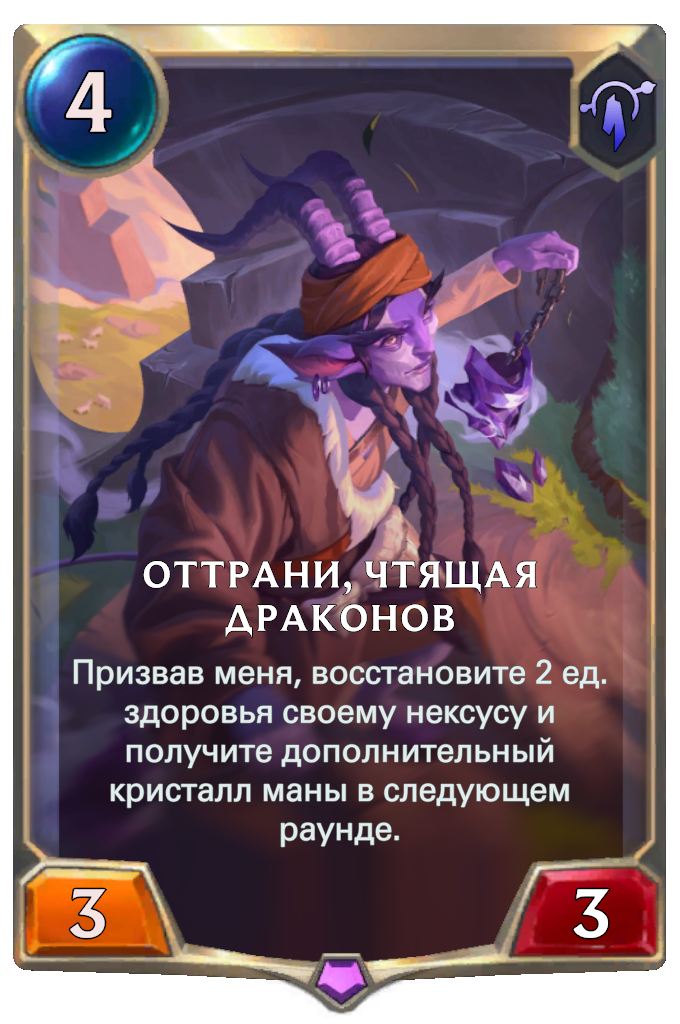 4
ОТТРАНИ, ЧТЯЩАЯ
ДРАКОНОВ
Призвав меня, восстановите 2 ед.
здоровья своему нексусу и
получите дополнительный
кристалл маны в следующем
раунде.
3
3